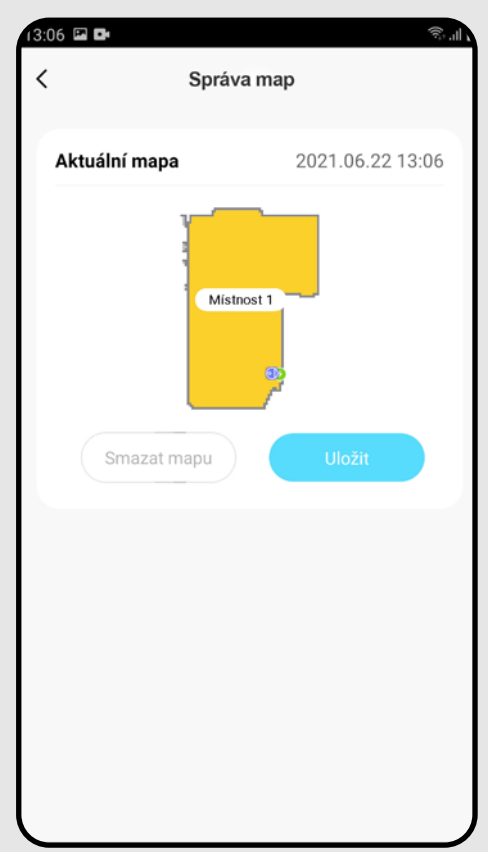 13:06
Správa map
Aktuální mapa 2021.06.22 13:06
Místnost 1
Smazat mapu Uložit